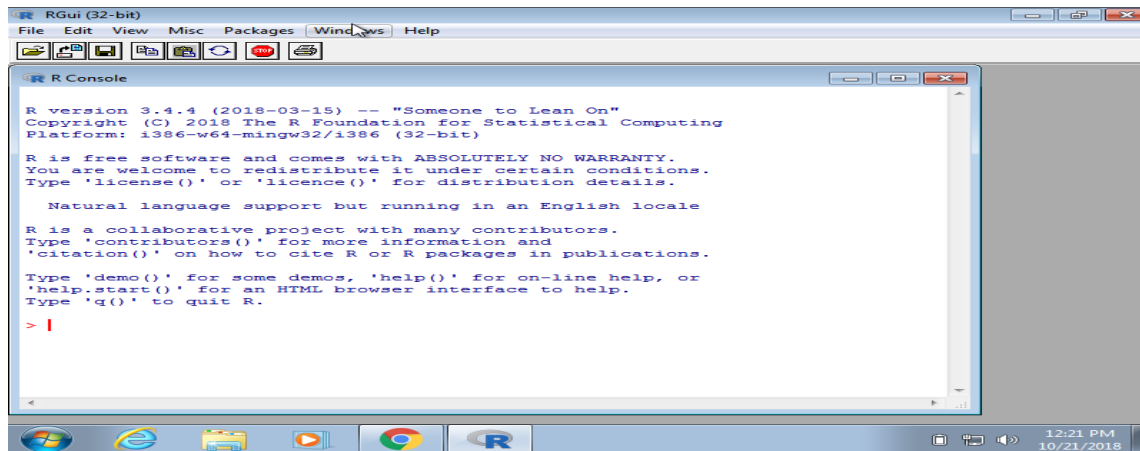 RGui (32-bit)
File Edit View Misc Packages Windows Help
STOP
R Console
R version 3.4.4 (2018-03-15) -- "Someone to Lean On"
Copyright (C) 2018 The R Foundation for Statistical Computing
Platform: i386-w64-mingw32/i386 (32-bit)
R is free software and comes with ABSOLUTELY NO WARRANTY.
You are welcome to redistribute it under certain conditions.
Type 'license()' or 'licence()' for distribution details.
Natural language support but running in an English locale
R is a collaborative project with many contributors.
Type 'contributors()' for more information and
'citation()' on how to cite R or R packages in publications.
Type 'demo()' for some demos, 'help()' for on-line help, or
'help.start()' for an HTML browser interface to help.
Type 'q()' to quit R.
>
R
12:21 PM
10/21/2018